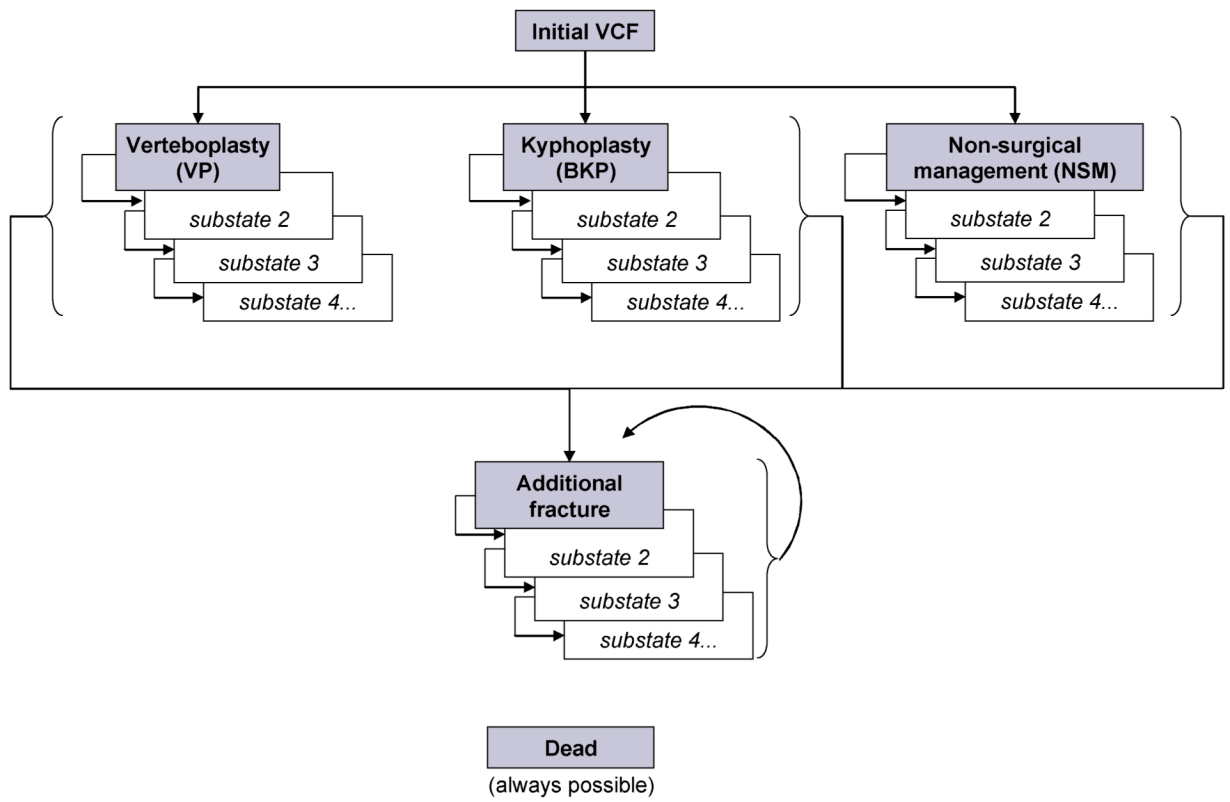 Initial VCF
Verteboplasty
(VP)
substate 2
substate 3
substate 4...
Kyphoplasty
(BKP)
substate 2
substate 3
substate 4...
Non-surgical
management (NSM)
substate 2
substate 3
substate 4...
Additional
fracture
substate 2
substate 3
substate 4...
Dead
(always possible)